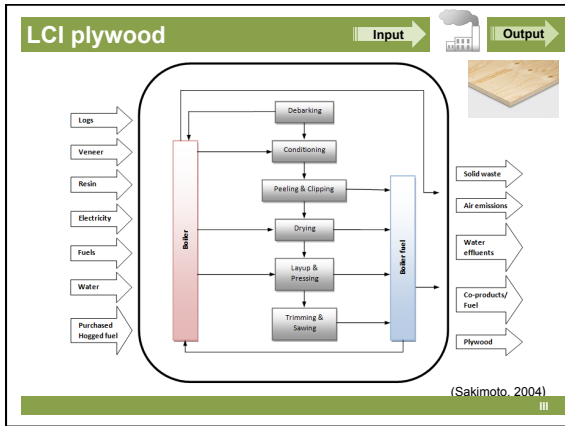 LCI plywood
Input
Output
Logs
Veneer
Resin
Electricity
Fuels
Water
Purchased
Hogged fuel
Boiler
Debarking
Conditioning
Peeling & Clipping
Drying
Layup &
Pressing
Trimming &
Sawing
Boiler fuel
Solid waste
Air emissions
Water
effluents
Co-products/
Fuel
Plywood
(Sakimoto, 2004)
III